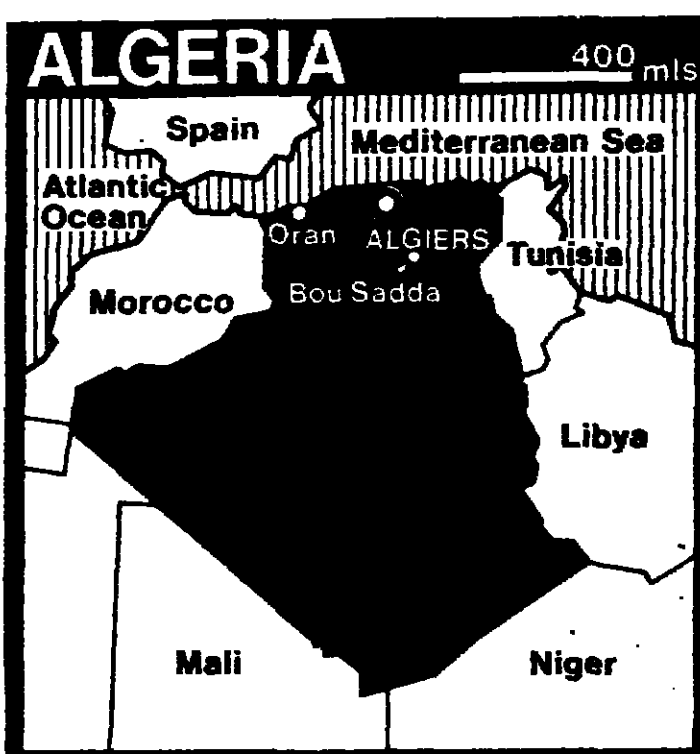 ALGERIA
400 mls
Spain
Mediterranean Sea
Atlantic
Ocean
Oran
ALGIERS
Tunisia
Bou Sadda
Morocco
Libya
Mali
Niger